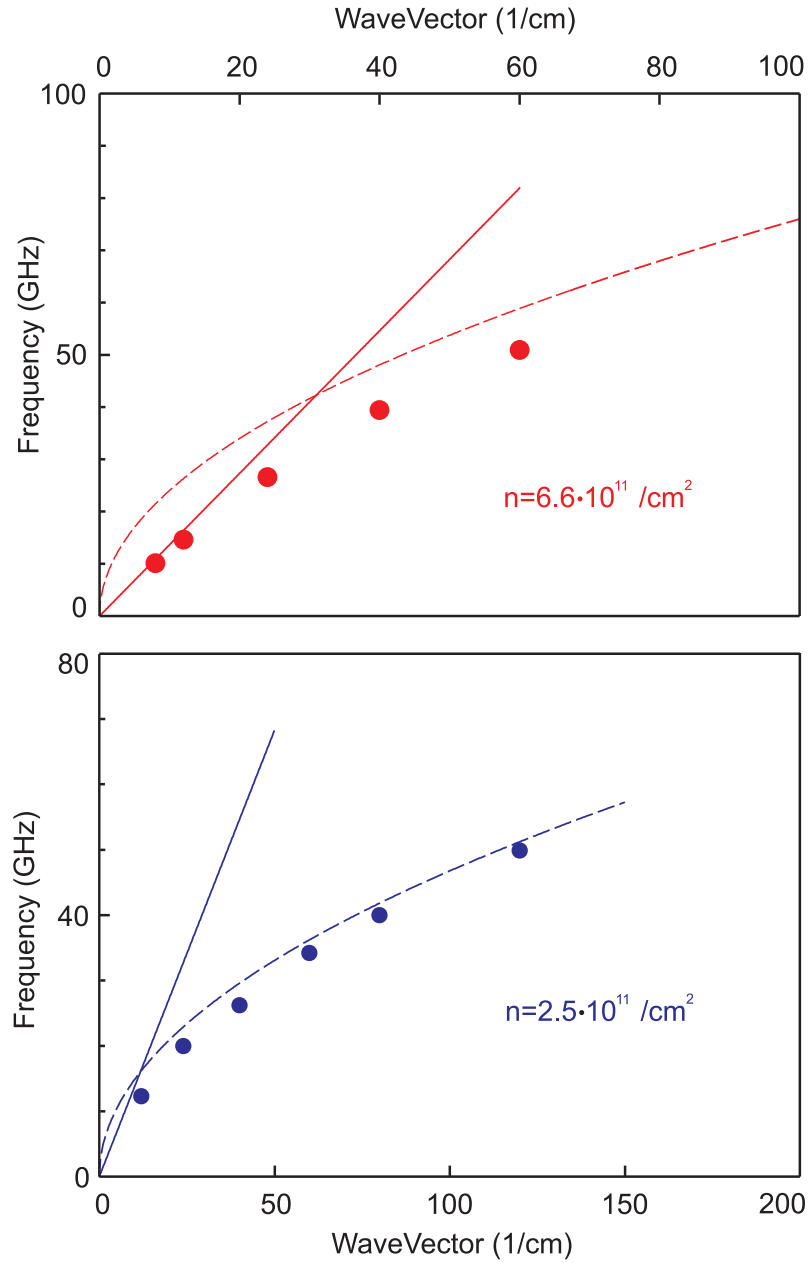 WaveVector (1/cm)
0 20 40 60 80 100
100
50
0
Frequency (GHz)
n=6.6•10¹¹ /cm²
80
40
0
Frequency (GHz)
n=2.5•10¹¹ /cm²
0 50 100 150 200
WaveVector (1/cm)